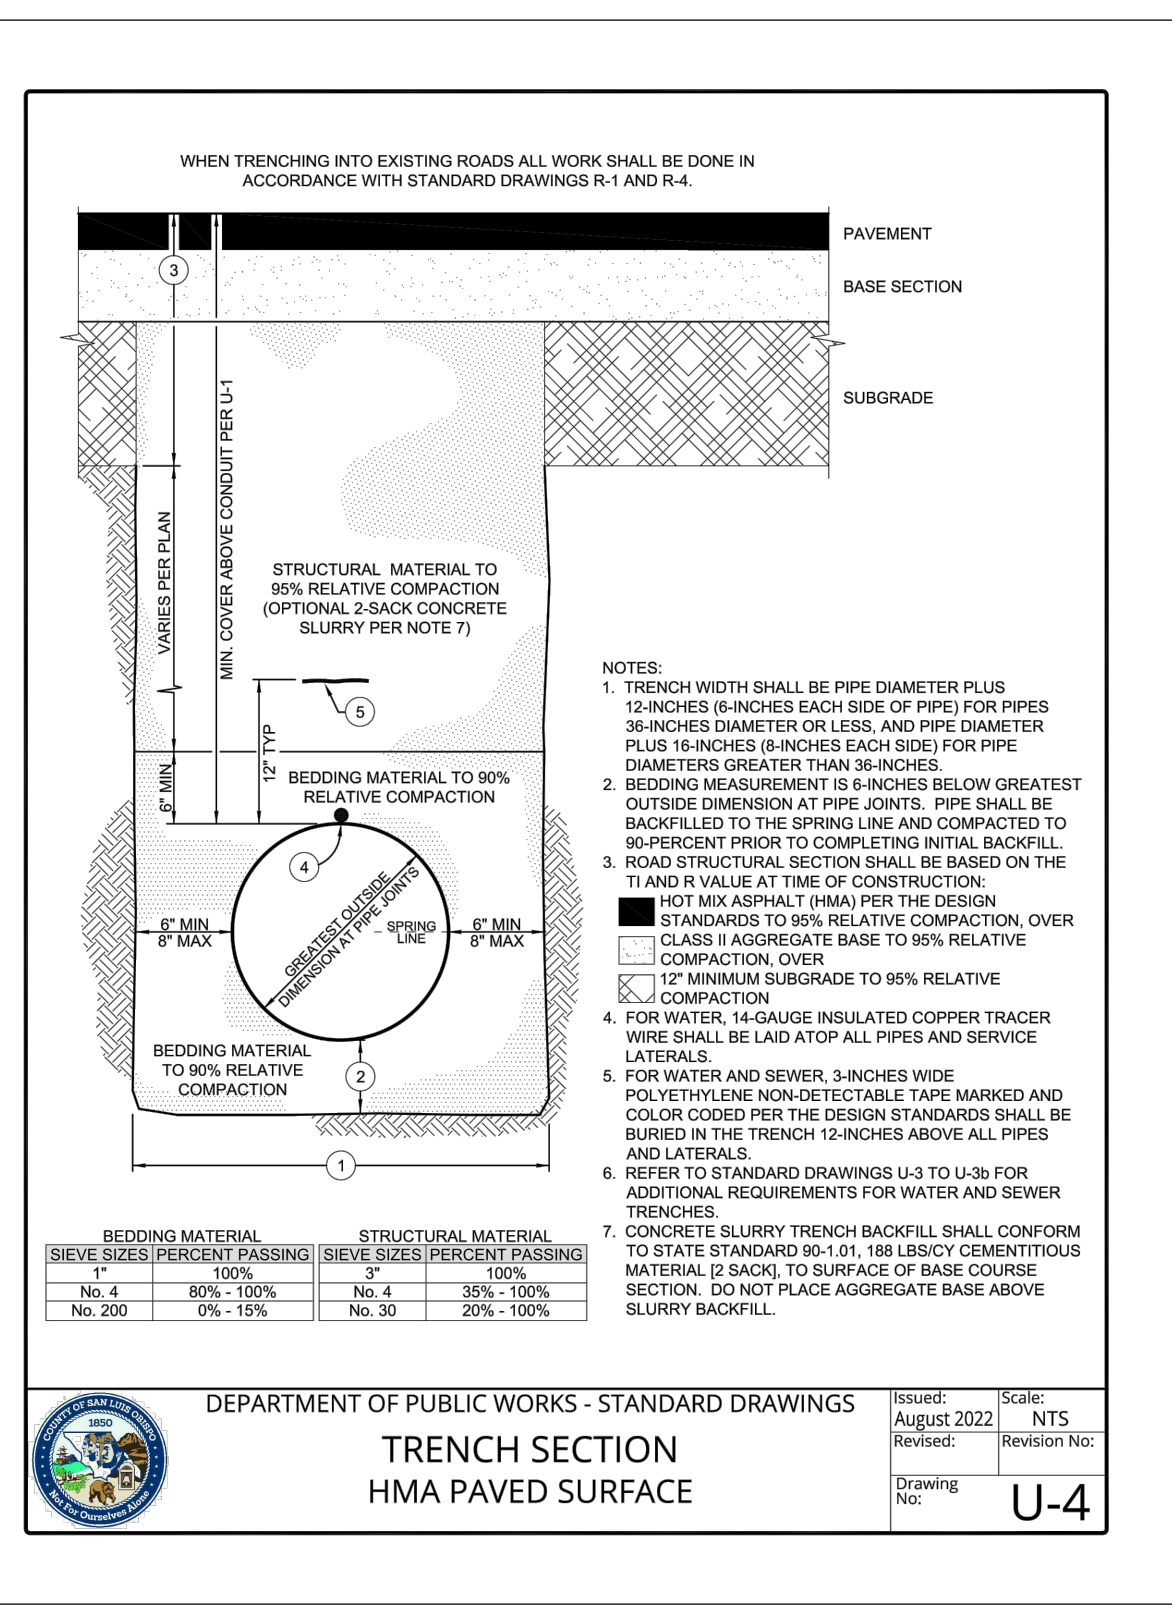 WHEN TRENCHING INTO EXISTING ROADS ALL WORK SHALL BE DONE IN
ACCORDANCE WITH STANDARD DRAWINGS R-1 AND R-4.
PAVEMENT
3
BASE SECTION
SUBGRADE
MIN. COVER ABOVE CONDUIT PER U-1
VARIES PER PLAN
STRUCTURAL MATERIAL TO
95% RELATIVE COMPACTION
(OPTIONAL 2-SACK CONCRETE
SLURRY PER NOTE 7)
5
12" TYP
6" MIN
BEDDING MATERIAL TO 90%
RELATIVE COMPACTION
4
GREATEST OUTSIDE
DIMENSION AT PIPE JOINTS
SPRING
LINE
6" MIN
8" MAX
6" MIN
8" MAX
BEDDING MATERIAL
TO 90% RELATIVE
COMPACTION
2
1
NOTES:
1. TRENCH WIDTH SHALL BE PIPE DIAMETER PLUS
12-INCHES (6-INCHES EACH SIDE OF PIPE) FOR PIPES
36-INCHES DIAMETER OR LESS, AND PIPE DIAMETER
PLUS 16-INCHES (8-INCHES EACH SIDE) FOR PIPE
DIAMETERS GREATER THAN 36-INCHES.
2. BEDDING MEASUREMENT IS 6-INCHES BELOW GREATEST
OUTSIDE DIMENSION AT PIPE JOINTS. PIPE SHALL BE
BACKFILLED TO THE SPRING LINE AND COMPACTED TO
90-PERCENT PRIOR TO COMPLETING INITIAL BACKFILL.
3. ROAD STRUCTURAL SECTION SHALL BE BASED ON THE
TI AND R VALUE AT TIME OF CONSTRUCTION:
HOT MIX ASPHALT (HMA) PER THE DESIGN
STANDARDS TO 95% RELATIVE COMPACTION, OVER
CLASS II AGGREGATE BASE TO 95% RELATIVE
COMPACTION, OVER
12" MINIMUM SUBGRADE TO 95% RELATIVE
COMPACTION
4. FOR WATER, 14-GAUGE INSULATED COPPER TRACER
WIRE SHALL BE LAID ATOP ALL PIPES AND SERVICE
LATERALS.
5. FOR WATER AND SEWER, 3-INCHES WIDE
POLYETHYLENE NON-DETECTABLE TAPE MARKED AND
COLOR CODED PER THE DESIGN STANDARDS SHALL BE
BURIED IN THE TRENCH 12-INCHES ABOVE ALL PIPES
AND LATERALS.
6. REFER TO STANDARD DRAWINGS U-3 TO U-3b FOR
ADDITIONAL REQUIREMENTS FOR WATER AND SEWER
TRENCHES.
7. CONCRETE SLURRY TRENCH BACKFILL SHALL CONFORM
TO STATE STANDARD 90-1.01, 188 LBS/CY CEMENTITIOUS
MATERIAL [2 SACK], TO SURFACE OF BASE COURSE
SECTION. DO NOT PLACE AGGREGATE BASE ABOVE
SLURRY BACKFILL.
BEDDING MATERIAL
SIEVE SIZES PERCENT PASSING
1" 100%
No. 4 80% - 100%
No. 200 0% - 15%
STRUCTURAL MATERIAL
SIEVE SIZES PERCENT PASSING
3" 100%
No. 4 35% - 100%
No. 30 20% - 100%
COUNTY OF SAN LUIS OBISPO
1850
Not For Ourselves Alone
DEPARTMENT OF PUBLIC WORKS - STANDARD DRAWINGS
TRENCH SECTION
HMA PAVED SURFACE
Issued:
August 2022
Scale:
NTS
Revised:
Revision No:
Drawing
No:
U-4